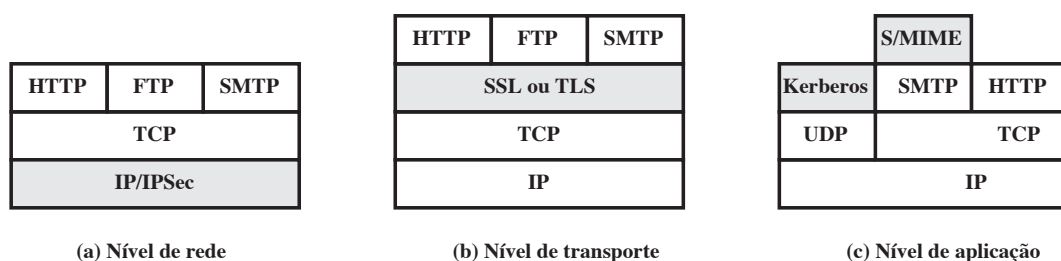 HTTP FTP SMTP
TCP
IP/IPSec
(a) Nível de rede
HTTP FTP SMTP
SSL ou TLS
TCP
IP
(b) Nível de transporte
S/MIME
Kerberos SMTP HTTP
UDP TCP
IP
(c) Nível de aplicação